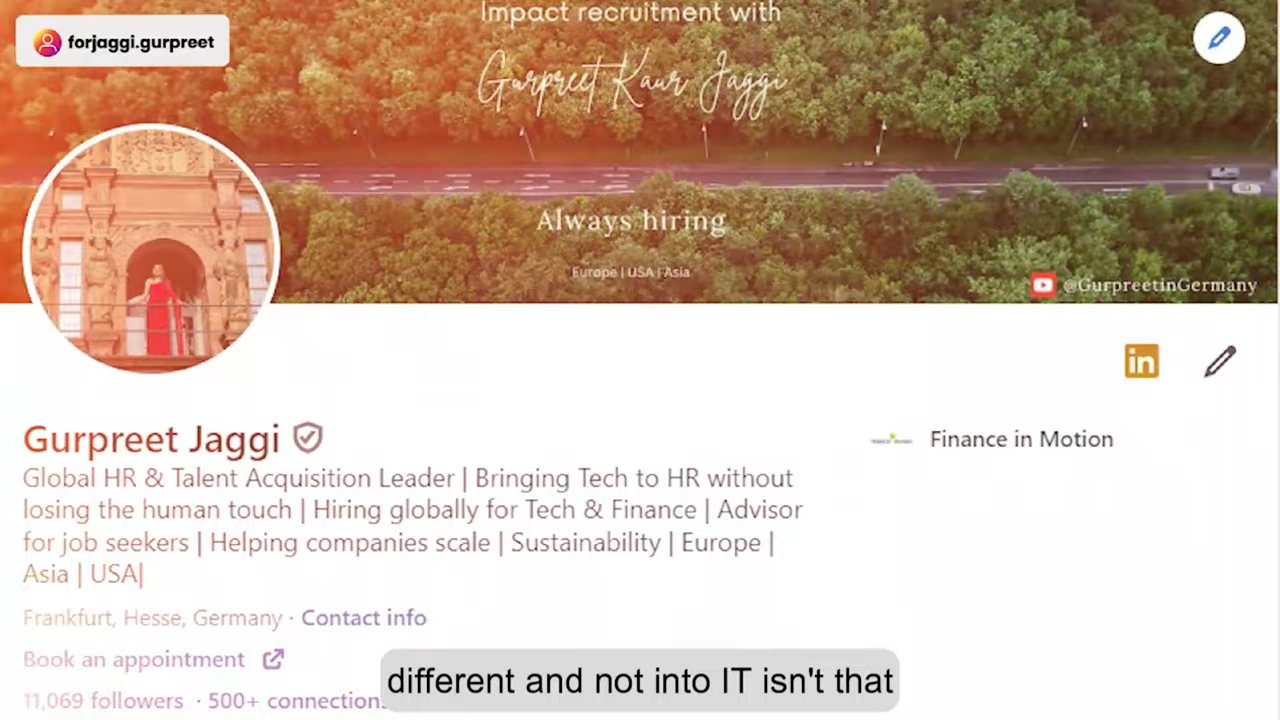 forjaggi.gurpreet
Impact recruitment with
Gurpreet Kaur Jaggi
Always hiring
Europe | USA | Asia
@GurpreetinGermany
in
Gurpreet Jaggi
Finance in Motion
Global HR & Talent Acquisition Leader | Bringing Tech to HR without
losing the human touch | Hiring globally for Tech & Finance | Advisor
for job seekers | Helping companies scale | Sustainability | Europe |
Asia | USA|
Frankfurt, Hesse, Germany · Contact info
Book an appointment
11,069 followers · 500+ connections
different and not into IT isn't that